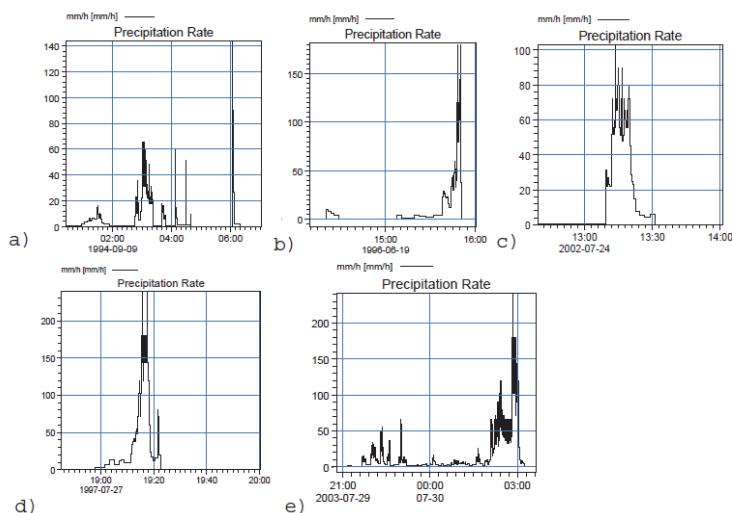 mm/h [mm/h]
Precipitation Rate
140
120
100
80
60
40
20
0
02:00 04:00 06:00
1994-09-09
a)
mm/h [mm/h]
Precipitation Rate
150
100
50
0
15:00 16:00
1996-06-19
b)
mm/h [mm/h]
Precipitation Rate
100
80
60
40
20
0
13:00 13:30 14:00
2002-07-24
c)
mm/h [mm/h]
Precipitation Rate
200
150
100
50
0
19:00 19:20 19:40 20:00
1997-07-27
d)
mm/h [mm/h]
Precipitation Rate
200
150
100
50
0
21:00 00:00 03:00
2003-07-29 07-30
e)